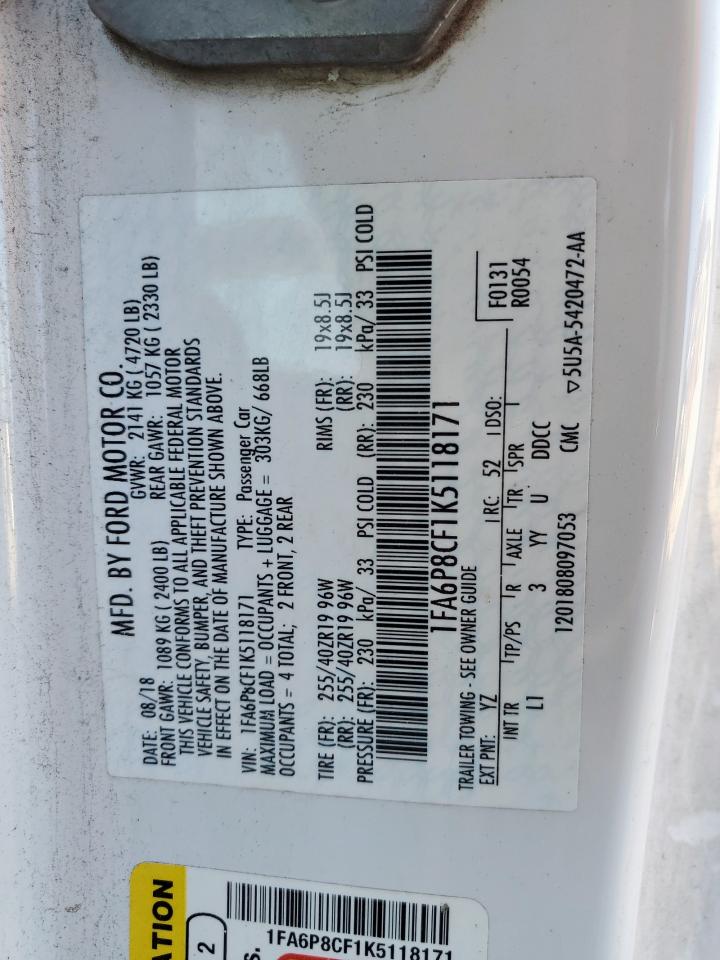 MFD. BY FORD MOTOR CO.
DATE: 08/18 GVWR: 2141 KG ( 4720 LB)
FRONT GAWR: 1089 KG ( 2400 LB) REAR GAWR: 1057 KG ( 2330 LB)
THIS VEHICLE CONFORMS TO ALL APPLICABLE FEDERAL MOTOR
VEHICLE SAFETY, BUMPER, AND THEFT PREVENTION STANDARDS
IN EFFECT ON THE DATE OF MANUFACTURE SHOWN ABOVE.
VIN: 1FA6P8CF1K5118171 TYPE: Passenger Car
MAXIMUM LOAD = OCCUPANTS + LUGGAGE = 303KG/ 668LB
OCCUPANTS = 4 TOTAL; 2 FRONT, 2 REAR
TIRE (FR): 255/40ZR19 96W RIMS (FR): 19x8.5J
(RR): 255/40ZR19 96W (RR): 19x8.5J
PRESSURE (FR): 230 kPa/ 33 PSI COLD (RR): 230 kPa/ 33 PSI COLD
1FA6P8CF1K5118171
TRAILER TOWING - SEE OWNER GUIDE
EXT PNT: YZ RC: 52 DSO: F0131
R0054
INT TR TP/PS R AXLE TR SPR
L1 3 YY U DDCC
1201808097053 CMC ▽5U5A-5420472-AA
ATION
2
S.
1FA6P8CF1K5118171